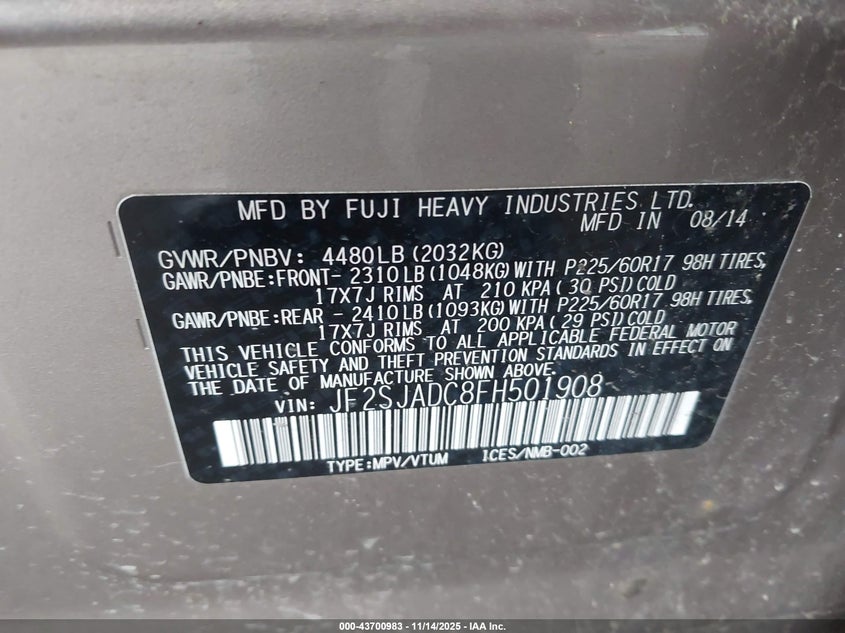 MFD BY FUJI HEAVY INDUSTRIES LTD.
MFD IN 08/14
GVWR/PNBV: 4480LB(2032KG)
GAWR/PNBE:FRONT- 2310LB(1048KG)WITH P225/60R17 98H TIRES,
17X7J RIMS AT 210 KPA(30 PSI)COLD
GAWR/PNBE:REAR - 2410LB(1093KG)WITH P225/60R17 98H TIRES,
17X7J RIMS AT 200 KPA(29 PSI)COLD
THIS VEHICLE CONFORMS TO ALL APPLICABLE FEDERAL MOTOR
VEHICLE SAFETY AND THEFT PREVENTION STANDARDS IN EFFECT ON
THE DATE OF MANUFACTURE SHOWN ABOVE.
VIN: JF2SJADC8FH501908
TYPE:MPV/VTUM ICES/NMB-002
000-43700983 - 11/14/2025 - IAA Inc.